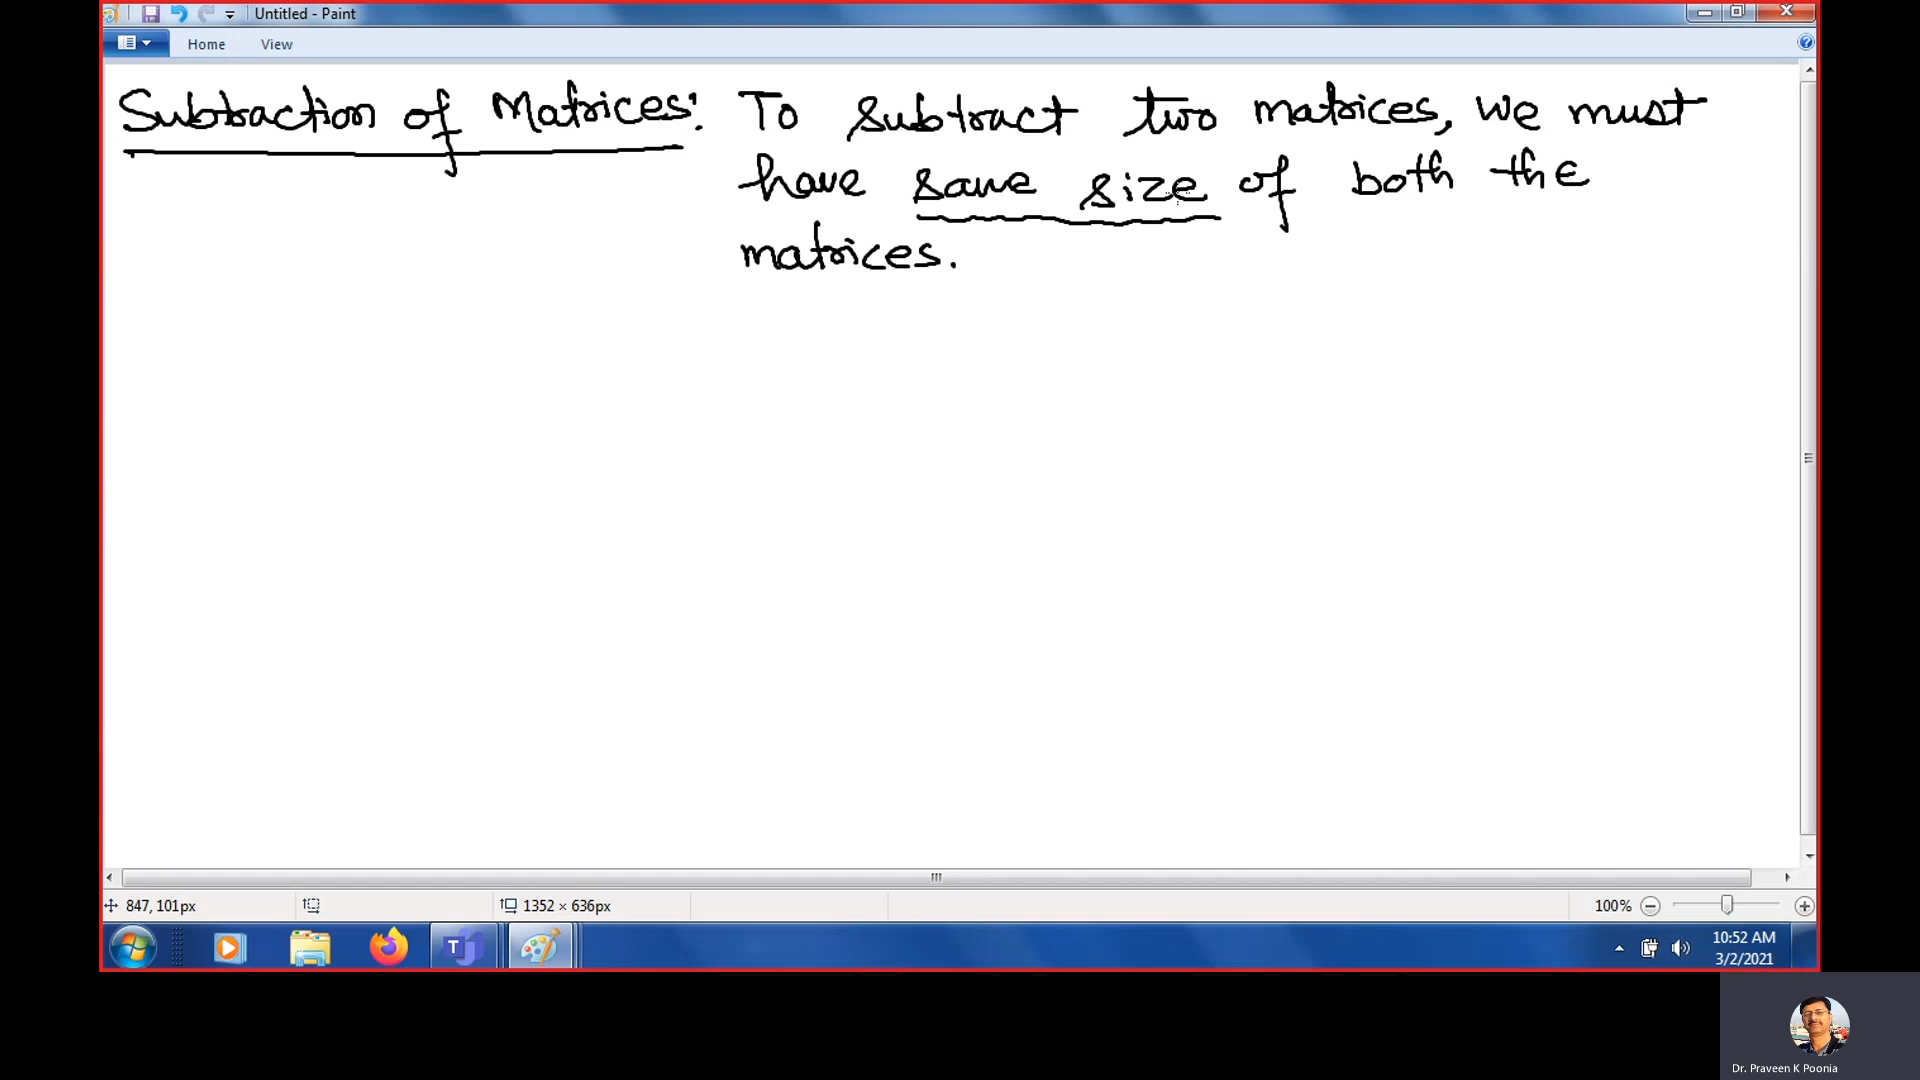 Untitled - Paint
Home View
Subtraction of Matrices: To subtract two matrices, we must
have same size of both the
matrices.
847, 101px
1352 × 636px
100%
10:52 AM
3/2/2021
Dr. Praveen K Poonia